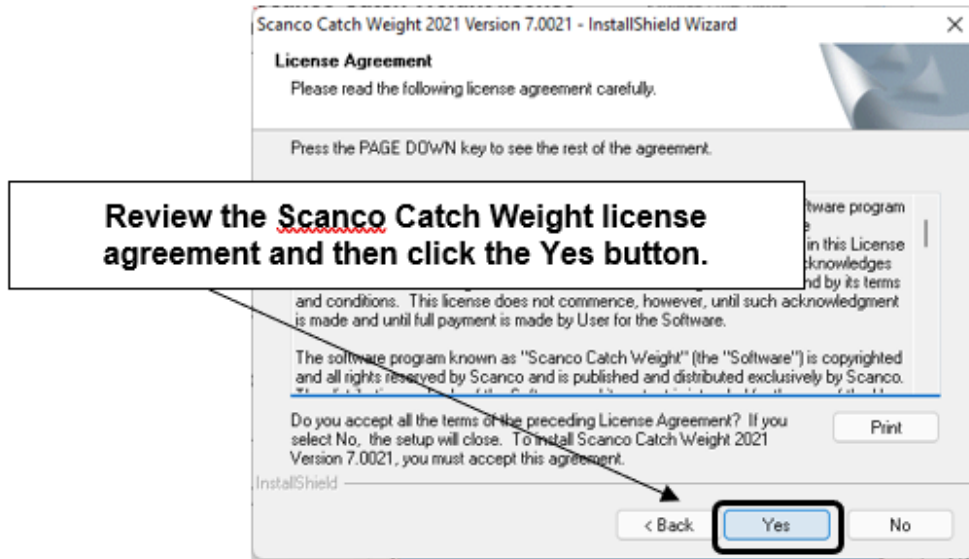 Scanco Catch Weight 2021 Version 7.0021 - InstallShield Wizard
License Agreement
Please read the following license agreement carefully.
Press the PAGE DOWN key to see the rest of the agreement.
tware program
Review the Scanco Catch Weight license
agreement and then click the Yes button.
e
in this License
cknowledges
nd by its terms
and conditions. This license does not commence, however, until such acknowledgment
is made and until full payment is made by User for the Software.
The software program known as "Scanco Catch Weight" (the "Software") is copyrighted
and all rights reserved by Scanco and is published and distributed exclusively by Scanco.
Do you accept all the terms of the preceding License Agreement? If you
select No, the setup will close. To install Scanco Catch Weight 2021
Version 7.0021, you must accept this agreement.
Print
InstallShield
< Back
Yes
No